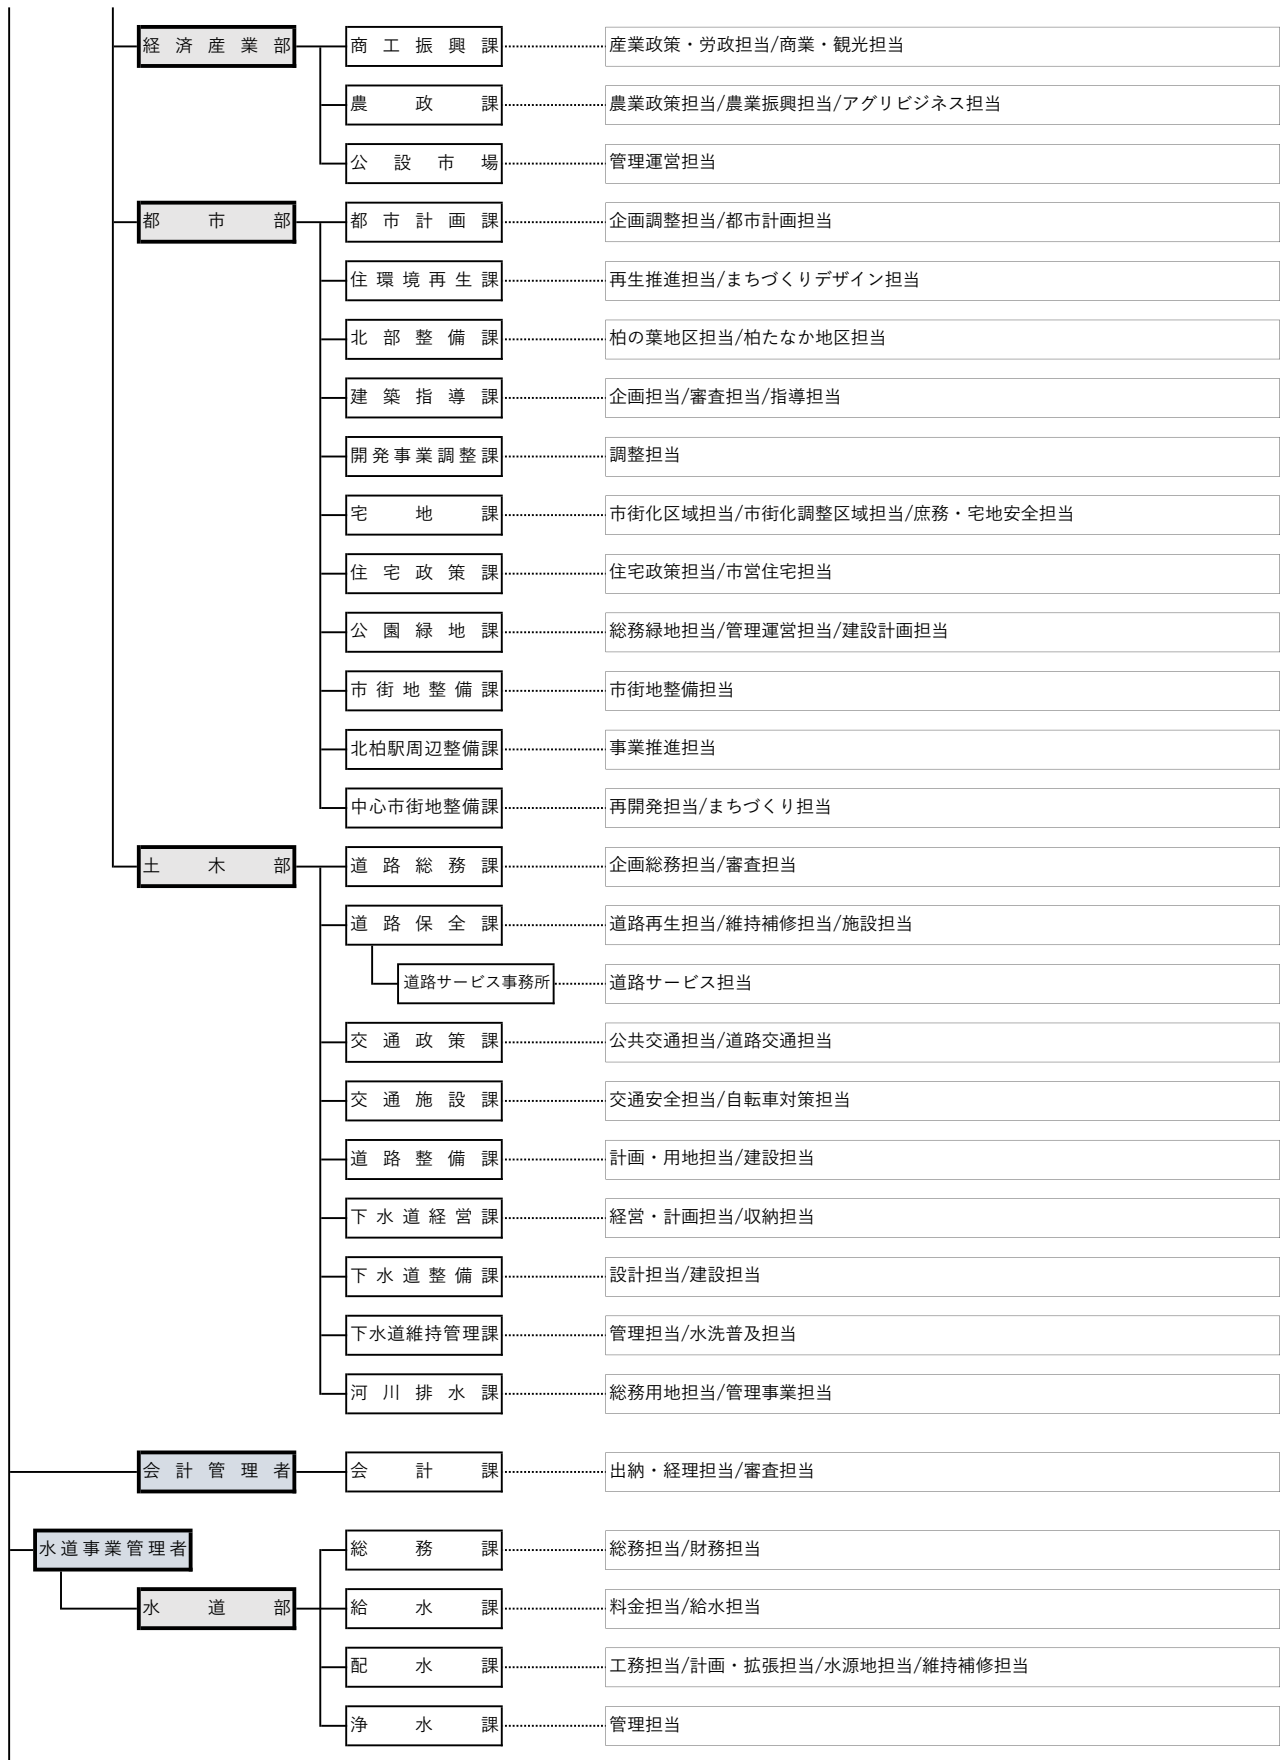 経済産業部 商工振興課 産業政策・労政担当/商業・観光担当
農政課 農業政策担当/農業振興担当/アグリビジネス担当
公設市場 管理運営担当
都市部 都市計画課 企画調整担当/都市計画担当
住環境再生課 再生推進担当/まちづくりデザイン担当
北部整備課 柏の葉地区担当/柏たなか地区担当
建築指導課 企画担当/審査担当/指導担当
開発事業調整課 調整担当
宅地課 市街化区域担当/市街化調整区域担当/庶務・宅地安全担当
住宅政策課 住宅政策担当/市営住宅担当
公園緑地課 総務緑地担当/管理運営担当/建設計画担当
市街地整備課 市街地整備担当
北柏駅周辺整備課 事業推進担当
中心市街地整備課 再開発担当/まちづくり担当
土木部 道路総務課 企画総務担当/審査担当
道路保全課 道路再生担当/維持補修担当/施設担当
道路サービス事務所 道路サービス担当
交通政策課 公共交通担当/道路交通担当
交通施設課 交通安全担当/自転車対策担当
道路整備課 計画・用地担当/建設担当
下水道経営課 経営・計画担当/収納担当
下水道整備課 設計担当/建設担当
下水道維持管理課 管理担当/水洗普及担当
河川排水課 総務用地担当/管理事業担当
会計管理者 会計課 出納・経理担当/審査担当
水道事業管理者 総務課 総務担当/財務担当
水道部 給水課 料金担当/給水担当
配水課 工務担当/計画・拡張担当/水源地担当/維持補修担当
浄水課 管理担当